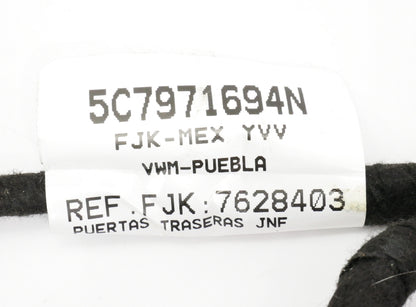 5C7971694N
FJK-MEX YVV
VWM-PUEBLA
REF.FJK:7628403
PUERTAS TRASERAS JNF